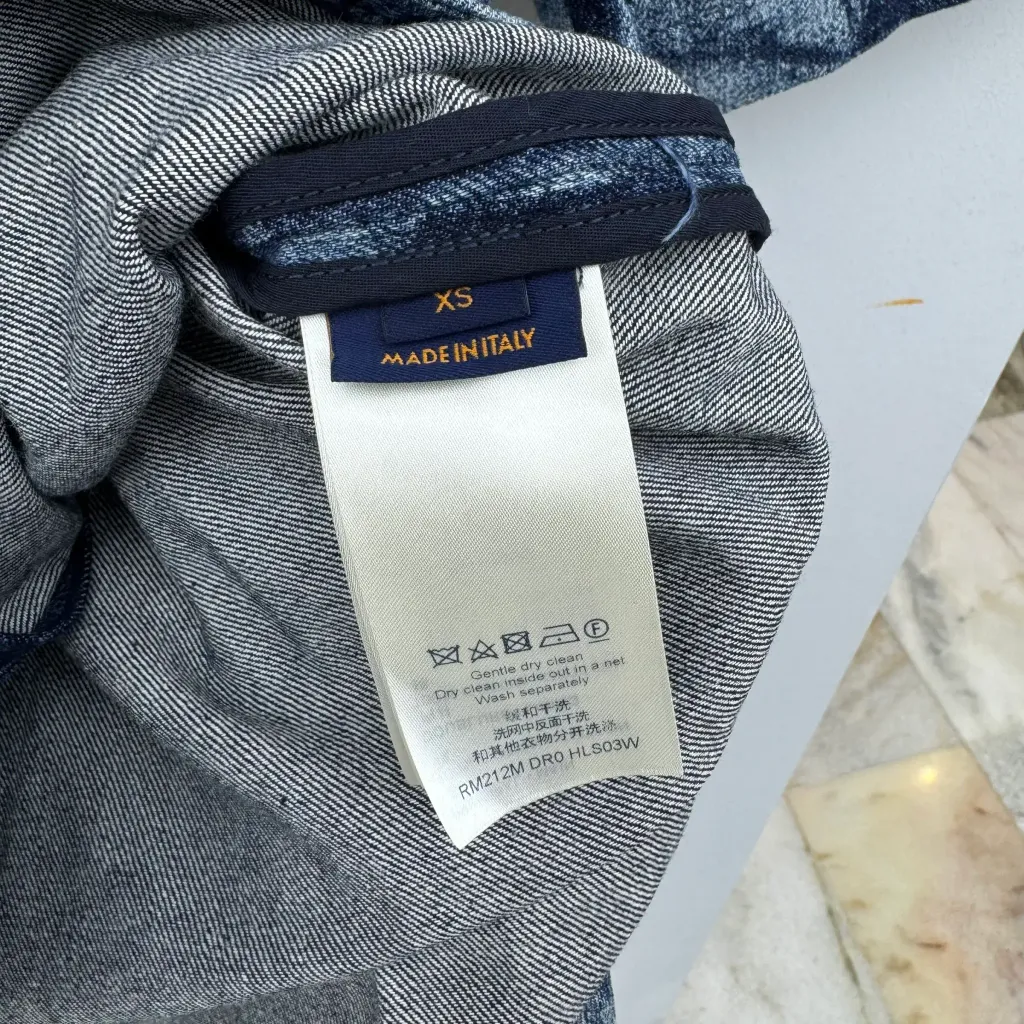 XS
MADE IN ITALY
Gentle dry clean
Dry clean inside out in a net
Wash separately
缓和干洗
洗网中反面干洗
和其他衣物分开洗涤
RM212M DR0 HLS03W